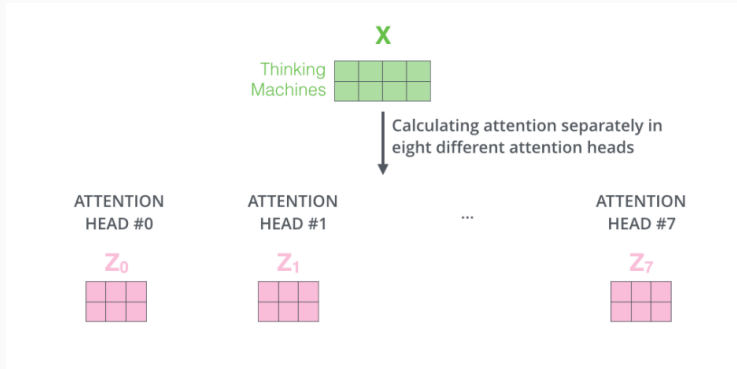 X
Thinking
Machines
Calculating attention separately in
eight different attention heads
ATTENTION
HEAD #0
ATTENTION
HEAD #1
...
ATTENTION
HEAD #7
Z₀
Z₁
Z₇